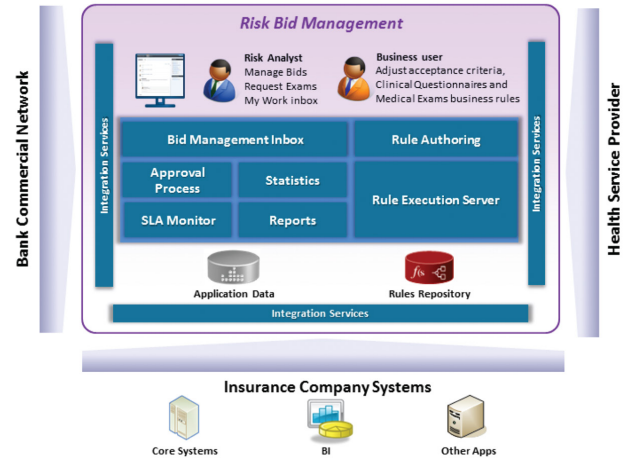 Risk Bid Management
Bank Commercial Network
Health Service Provider
Integration Services
Integration Services
Risk Analyst
Manage Bids
Request Exams
My Work inbox
Business user
Adjust acceptance criteria,
Clinical Questionnaires and
Medical Exams business rules
Bid Management Inbox
Rule Authoring
Approval
Process
Statistics
Rule Execution Server
SLA Monitor
Reports
f(x)
Application Data
Rules Repository
Integration Services
Insurance Company Systems
Core Systems
BI
Other Apps